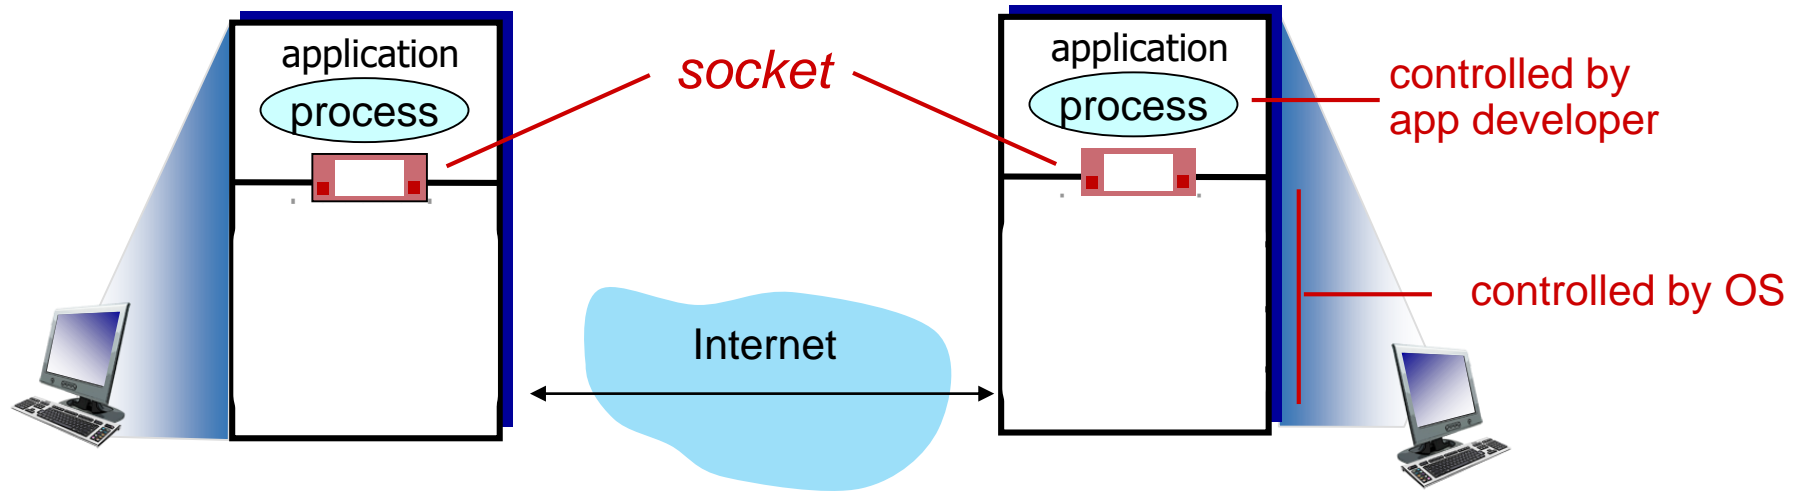 application
process
socket
application
process
controlled by
app developer
controlled by OS
Internet